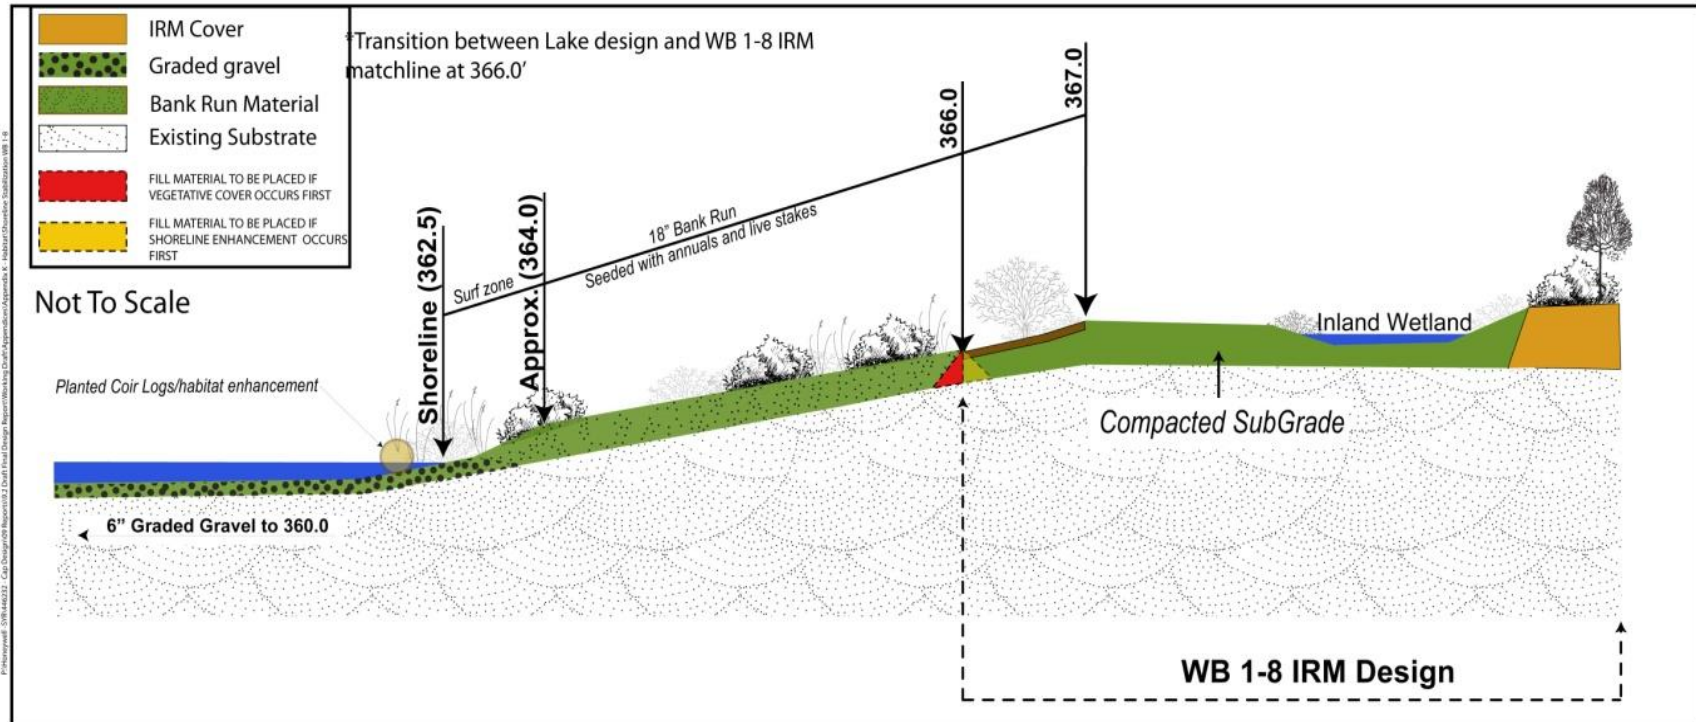 IRM Cover
Graded gravel
Bank Run Material
Existing Substrate
FILL MATERIAL TO BE PLACED IF
VEGETATIVE COVER OCCURS FIRST
FILL MATERIAL TO BE PLACED IF
SHORELINE ENHANCEMENT OCCURS
FIRST
*Transition between Lake design and WB 1-8 IRM
matchline at 366.0'
Not To Scale
367.0
366.0
Approx. (364.0)
Shoreline (362.5)
18" Bank Run
Surf zone
Seeded with annuals and live stakes
Planted Coir Logs/habitat enhancement
Inland Wetland
Compacted SubGrade
6" Graded Gravel to 360.0
WB 1-8 IRM Design